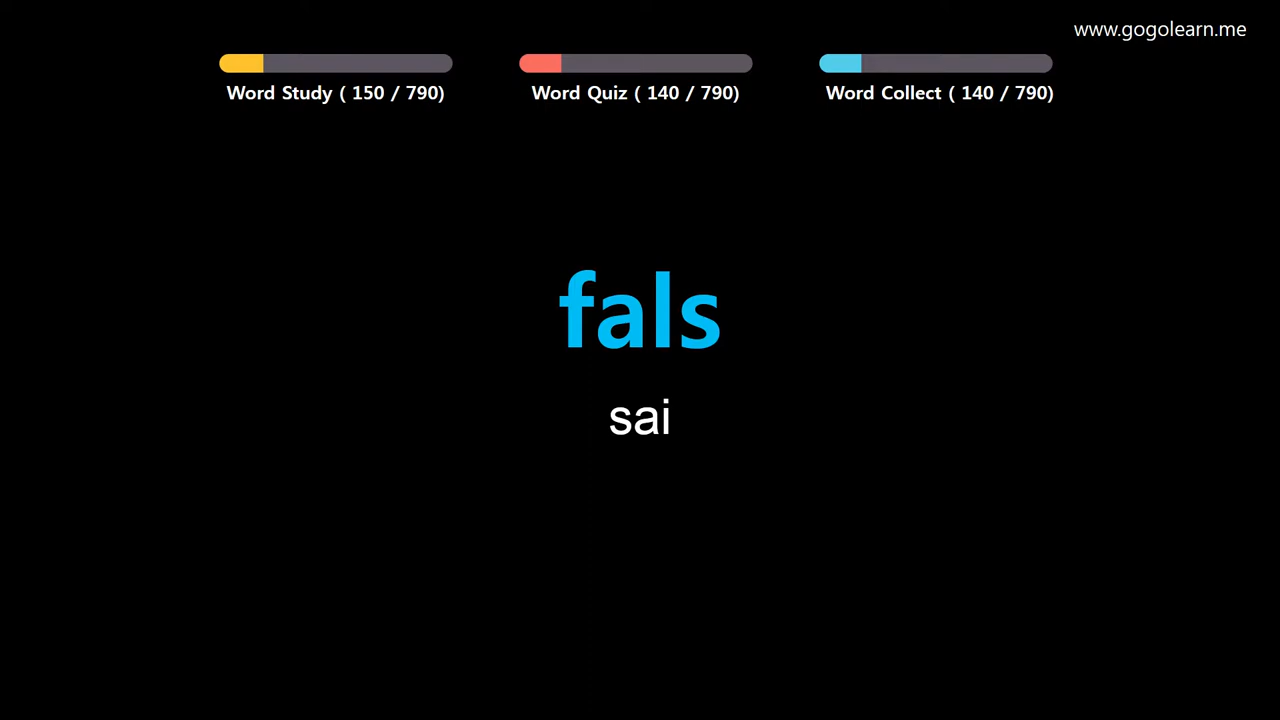 www.gogolearn.me
Word Study ( 150 / 790)
Word Quiz ( 140 / 790)
Word Collect ( 140 / 790)
fals
sai